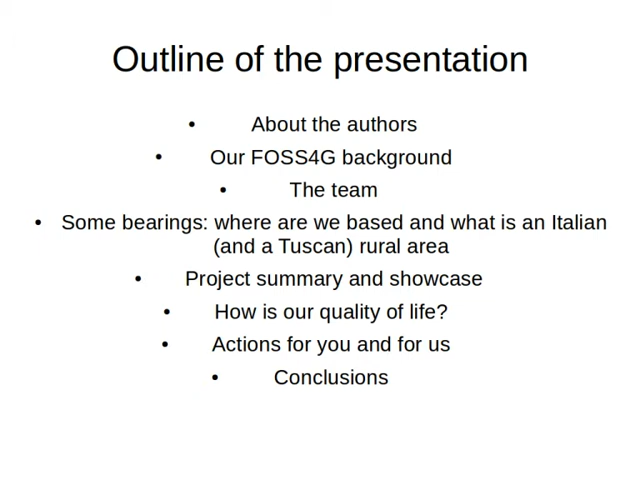 Outline of the presentation
• About the authors
• Our FOSS4G background
• The team
• Some bearings: where are we based and what is an Italian
(and a Tuscan) rural area
• Project summary and showcase
• How is our quality of life?
• Actions for you and for us
• Conclusions